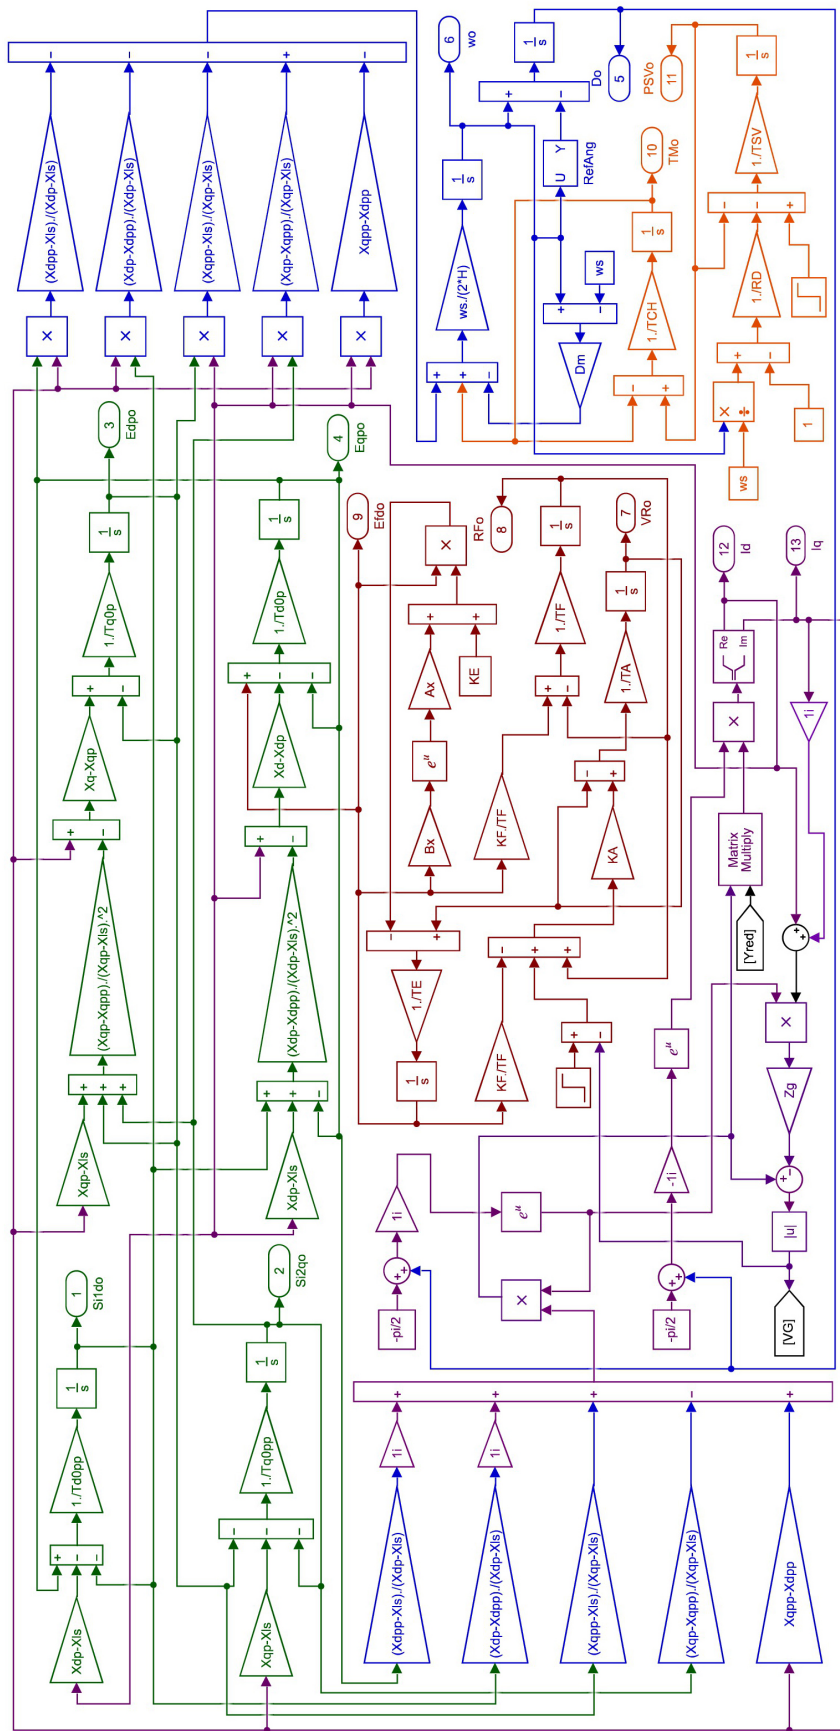 Xdp-Xls
+
−
−
1./Td0pp
1
s
1
Si1do
Xqp-Xls
+
+
+
(Xqp-Xqpp)./(Xqp-Xls).^2
+
−
Xq-Xqp
+
−
1./Tq0p
1
s
3
Edpo
Xqp-Xls
−
−
−
1./Tq0pp
1
s
2
Si2qo
Xdp-Xls
+
+
−
(Xdp-Xdpp)./(Xdp-Xls).^2
+
−
Xd-Xdp
+
−
−
1./Td0p
1
s
4
Eqpo
×
(Xdpp-Xls)./(Xdp-Xls)
−
×
(Xdp-Xdpp)./(Xdp-Xls)
−
×
(Xqpp-Xls)./(Xqp-Xls)
−
×
(Xqp-Xqpp)./(Xqp-Xls)
+
×
Xqpp-Xdpp
−
(Xdpp-Xls)./(Xdp-Xls)
1i
+
(Xdp-Xdpp)./(Xdp-Xls)
1i
+
(Xqpp-Xls)./(Xqp-Xls)
+
(Xqp-Xqpp)./(Xqp-Xls)
−
Xqpp-Xdpp
+
-pi/2
+
+
1i
eᵘ
×
-pi/2
+
+
-1i
eᵘ
1
s
1./TE
−
+
Bx
eᵘ
Ax
KE
+
+
×
9
Efdo
KF./TF
−
+
+
KF./TF
+
−
1./TF
1
s
8
RFo
+
−
KA
−
+
1./TA
1
s
7
VRo
+
+
−
ws./(2*H)
1
s
6
wo
Dm
+
−
ws
U Y
RefAng
+
−
1
s
5
Do
−
+
1./TCH
1
s
10
TMo
ws
×
÷
1
+
−
1./RD
−
−
+
1./TSV
1
s
11
PSVo
[Yred]
Matrix
Multiply
×
Re
Im
12
Id
13
Iq
1i
+
+
×
Zg
+
−
|u|
[VG]